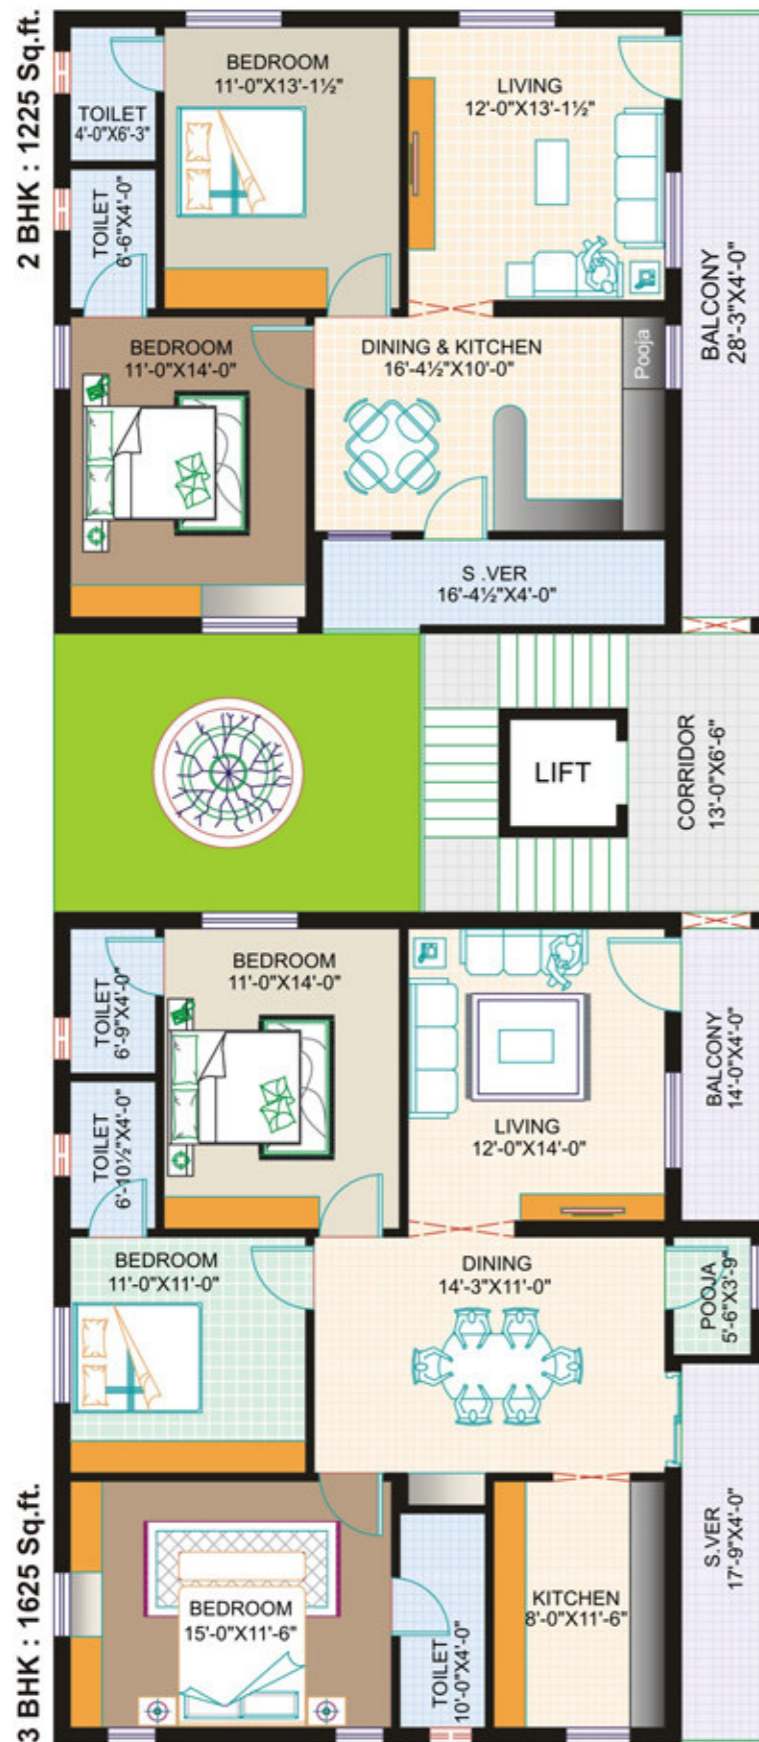 2 BHK : 1225 Sq.ft.
TOILET
4'-0"X6'-3"
BEDROOM
11'-0"X13'-1½"
LIVING
12'-0"X13'-1½"
TOILET
6'-6"X4'-0"
BALCONY
28'-3"X4'-0"
BEDROOM
11'-0"X14'-0"
DINING & KITCHEN
16'-4½"X10'-0"
Pooja
S .VER
16'-4½"X4'-0"
LIFT
CORRIDOR
13'-0"X6'-6"
TOILET
6'-9"X4'-0"
BEDROOM
11'-0"X14'-0"
BALCONY
14'-0"X4'-0"
TOILET
6'-10½"X4'-0"
LIVING
12'-0"X14'-0"
BEDROOM
11'-0"X11'-0"
DINING
14'-3"X11'-0"
POOJA
5'-6"X3'-9"
3 BHK : 1625 Sq.ft.
BEDROOM
15'-0"X11'-6"
TOILET
10'-0"X4'-0"
KITCHEN
8'-0"X11'-6"
S.VER
17'-9"X4'-0"